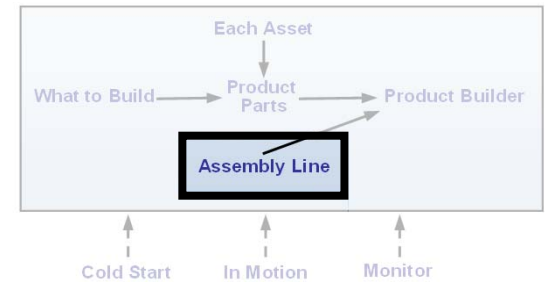 Each Asset
What to Build
Product
Parts
Product Builder
Assembly Line
Cold Start
In Motion
Monitor